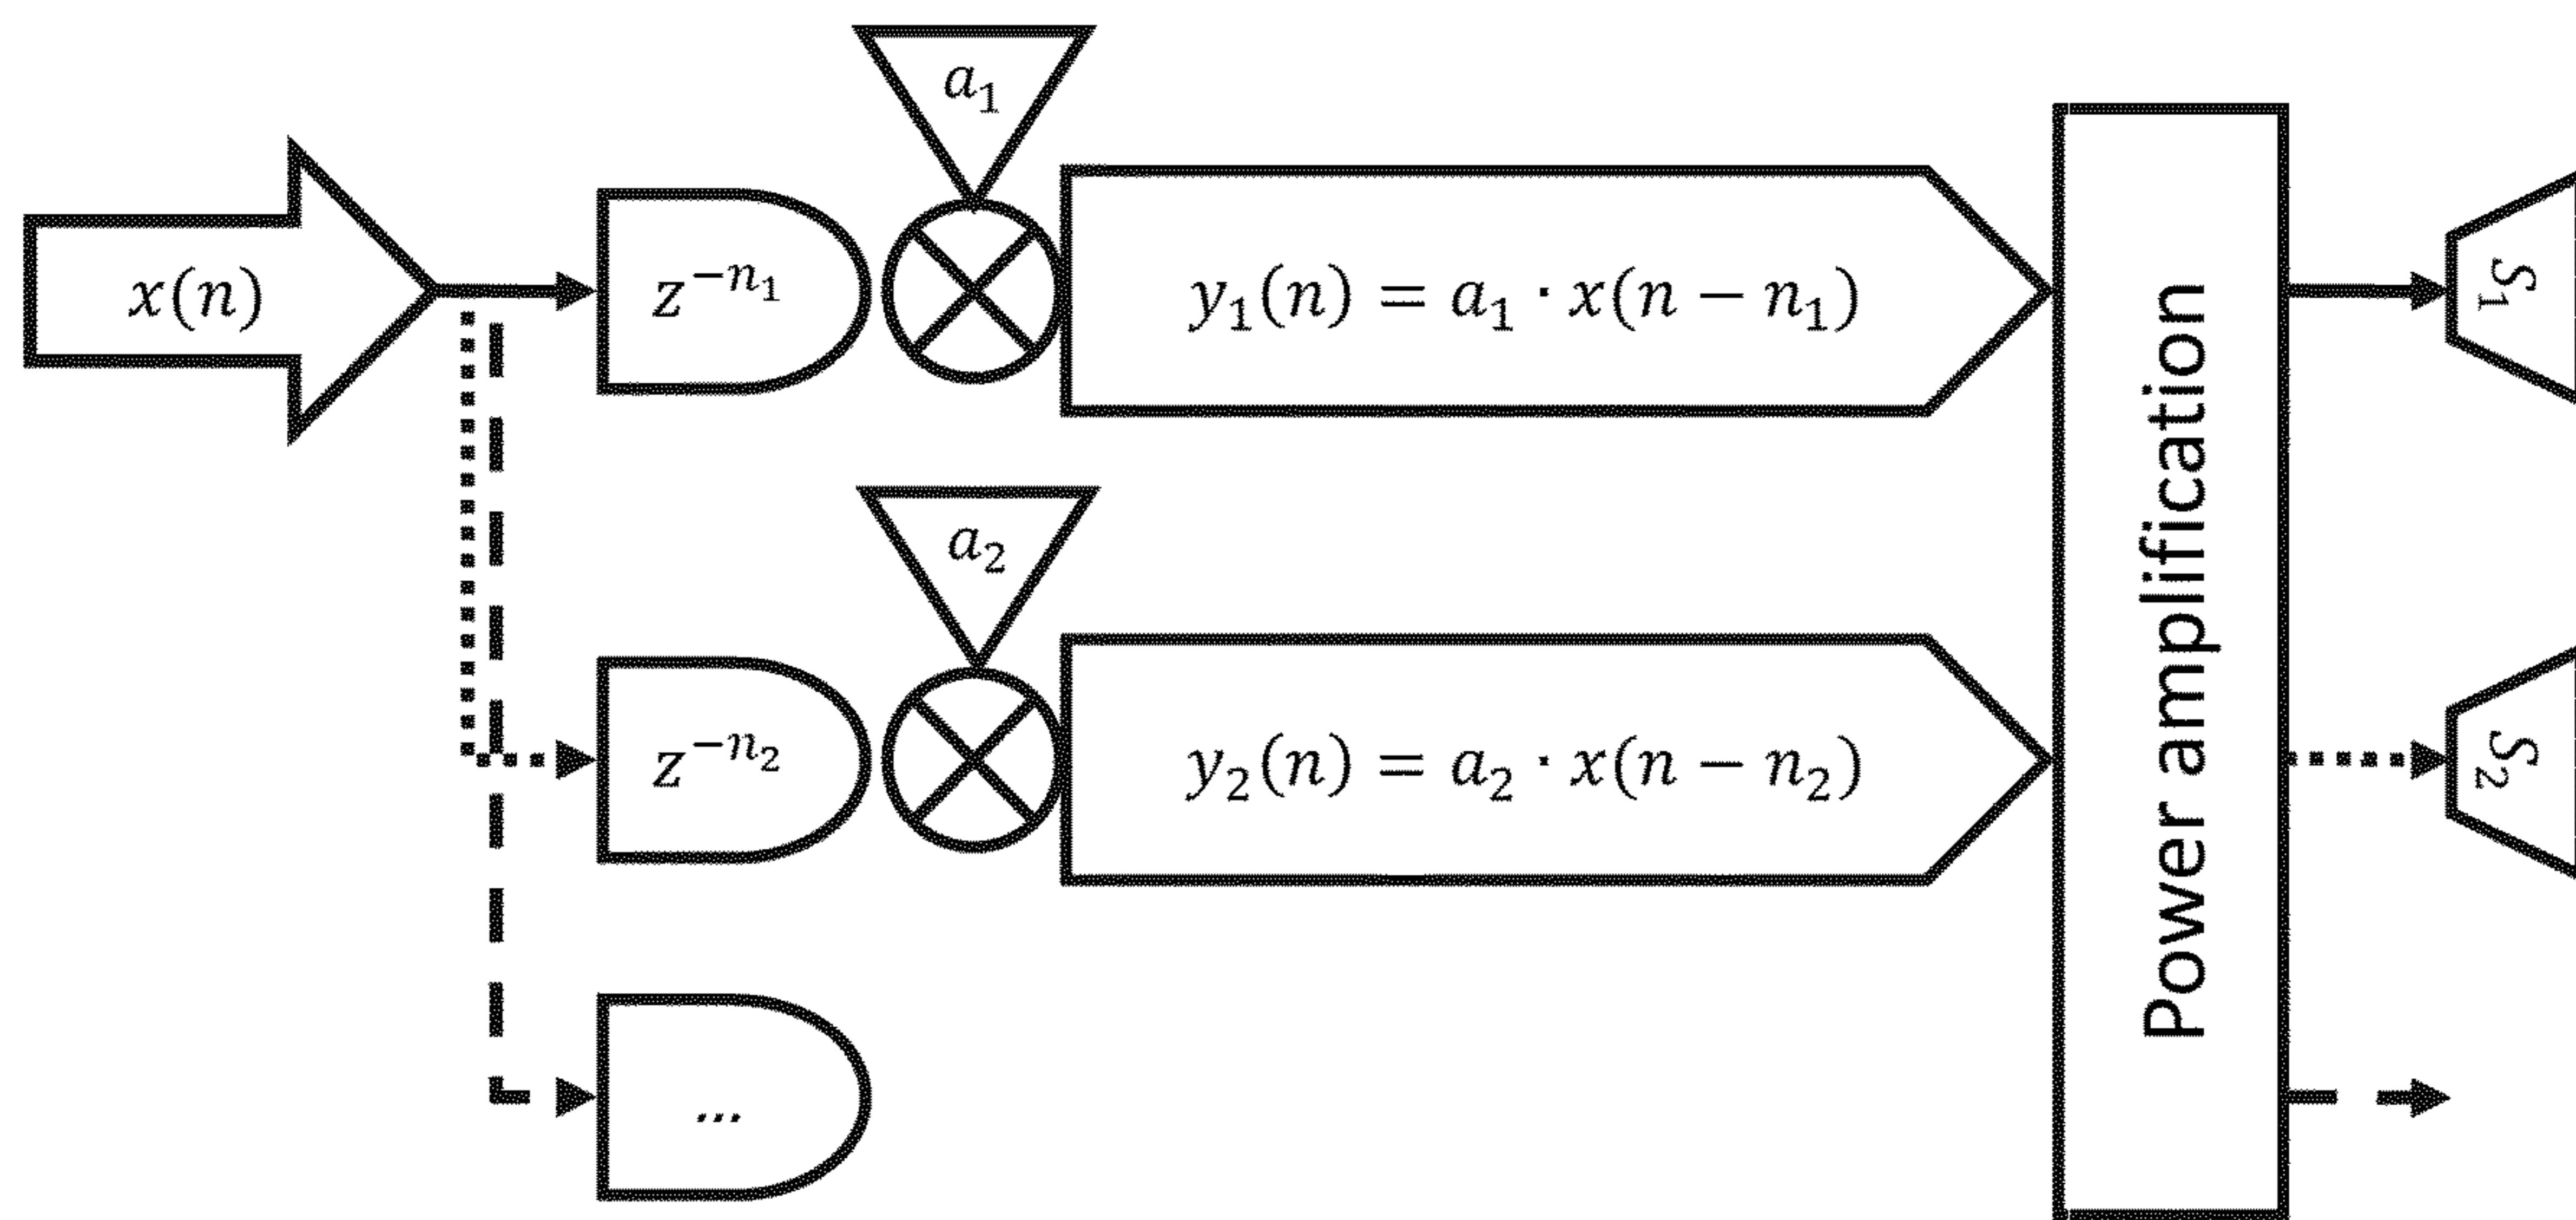 a₁
x(n)
z⁻ⁿ¹
y₁(n) = a₁ · x(n − n₁)
S₁
a₂
z⁻ⁿ²
y₂(n) = a₂ · x(n − n₂)
S₂
...
Power amplification